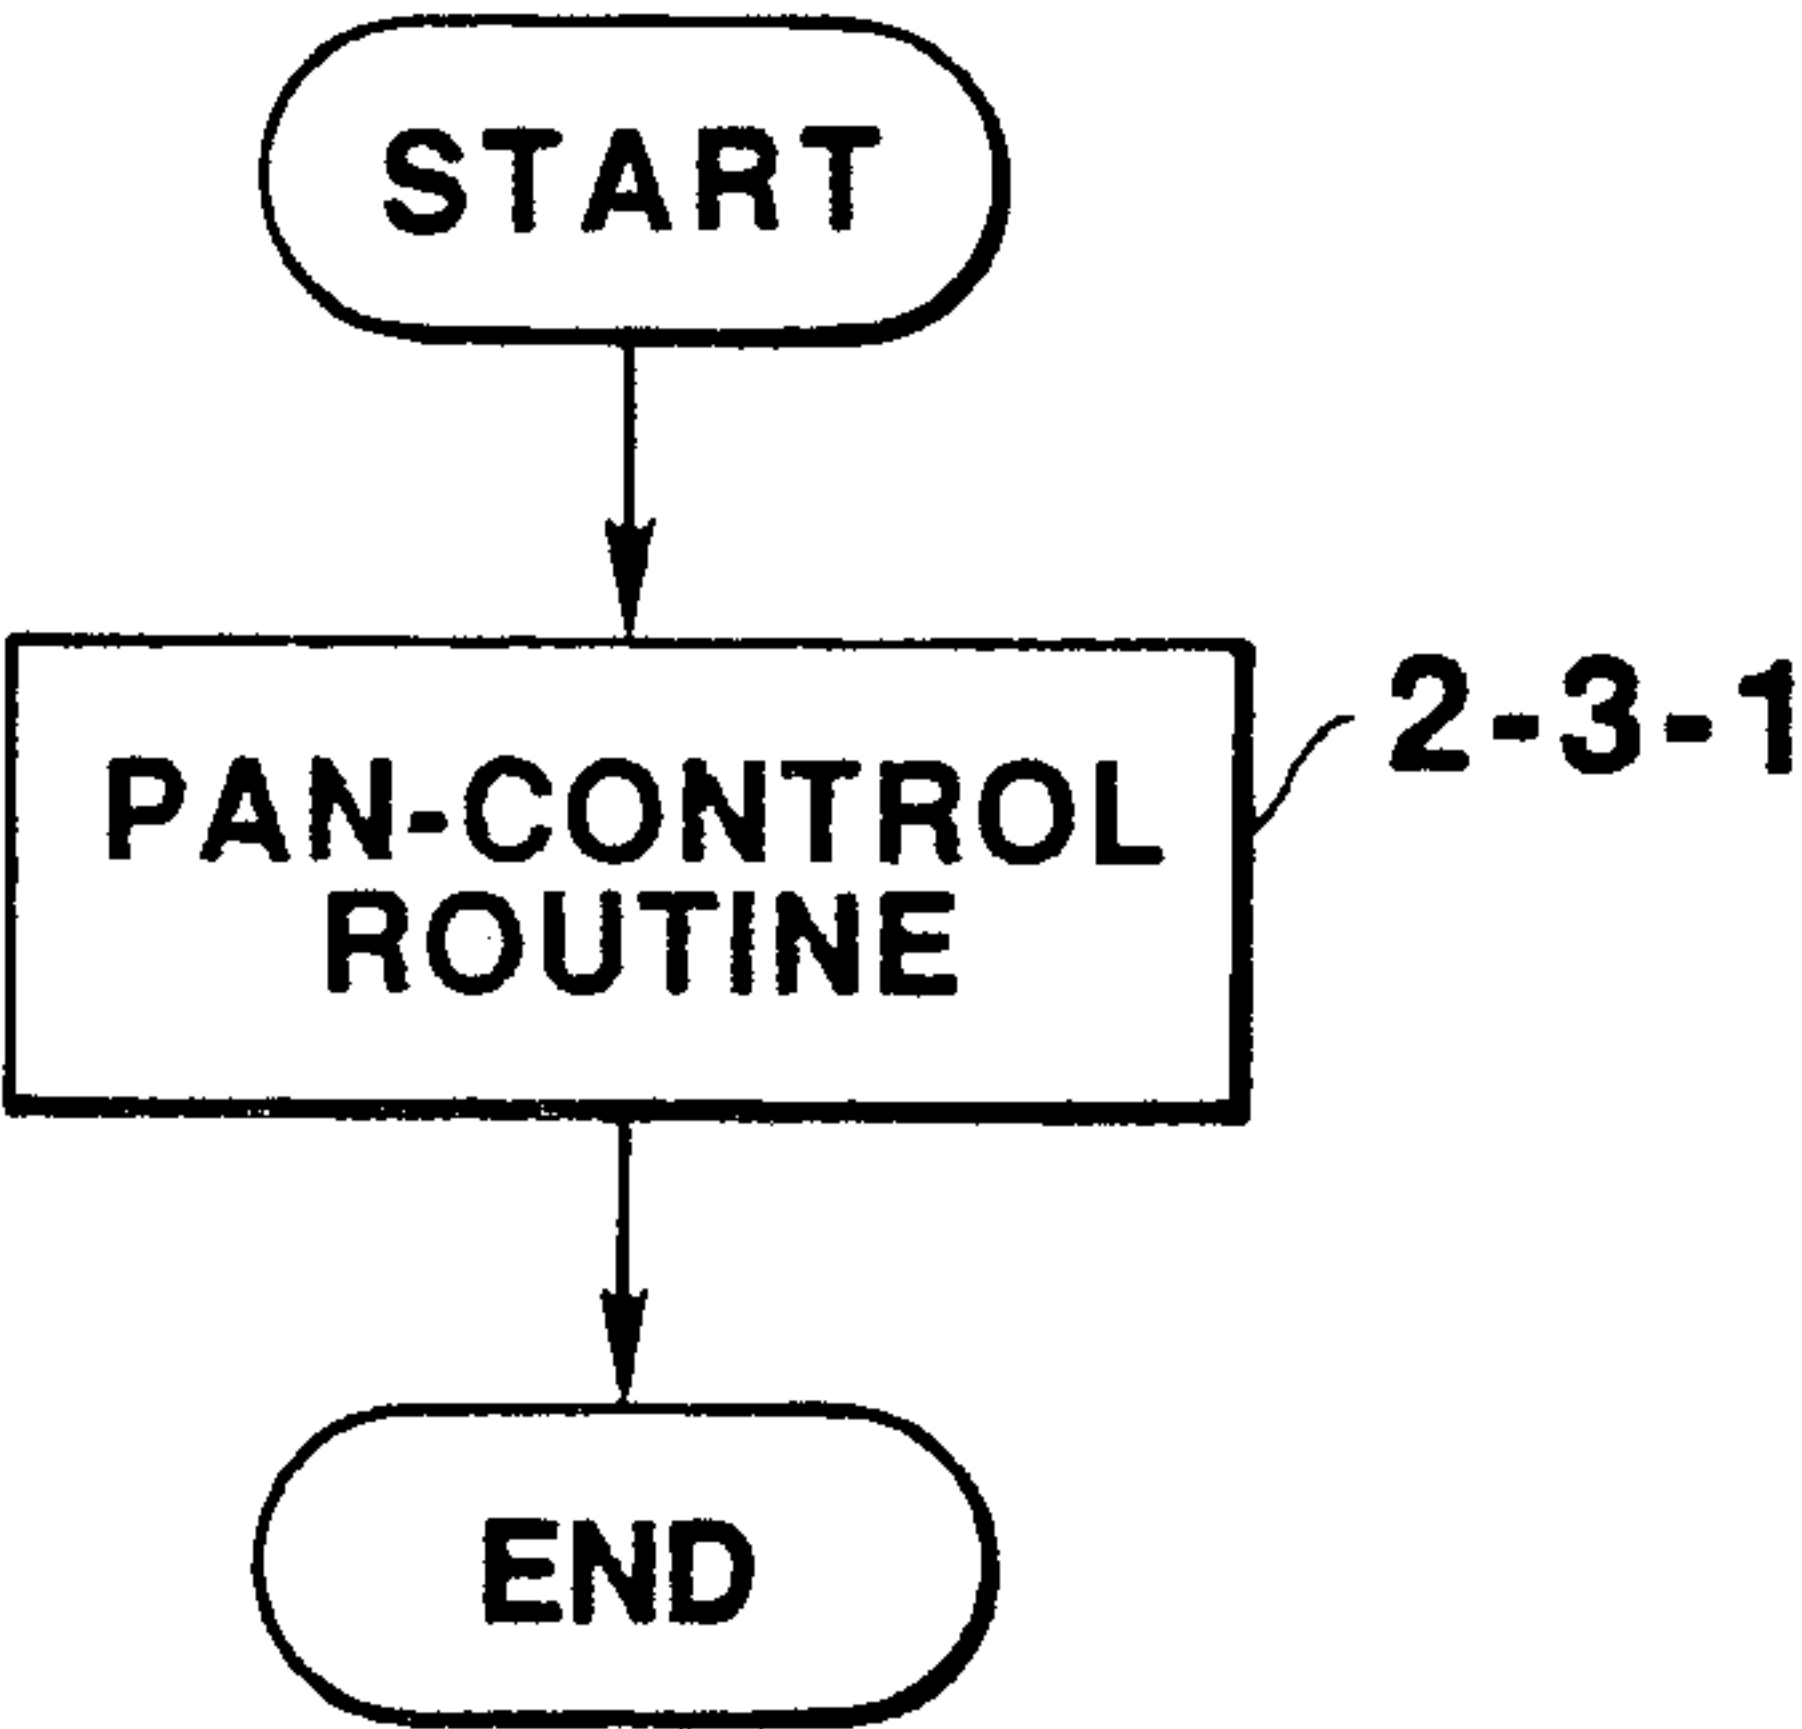 START
2-3-1
PAN-CONTROL
ROUTINE
END